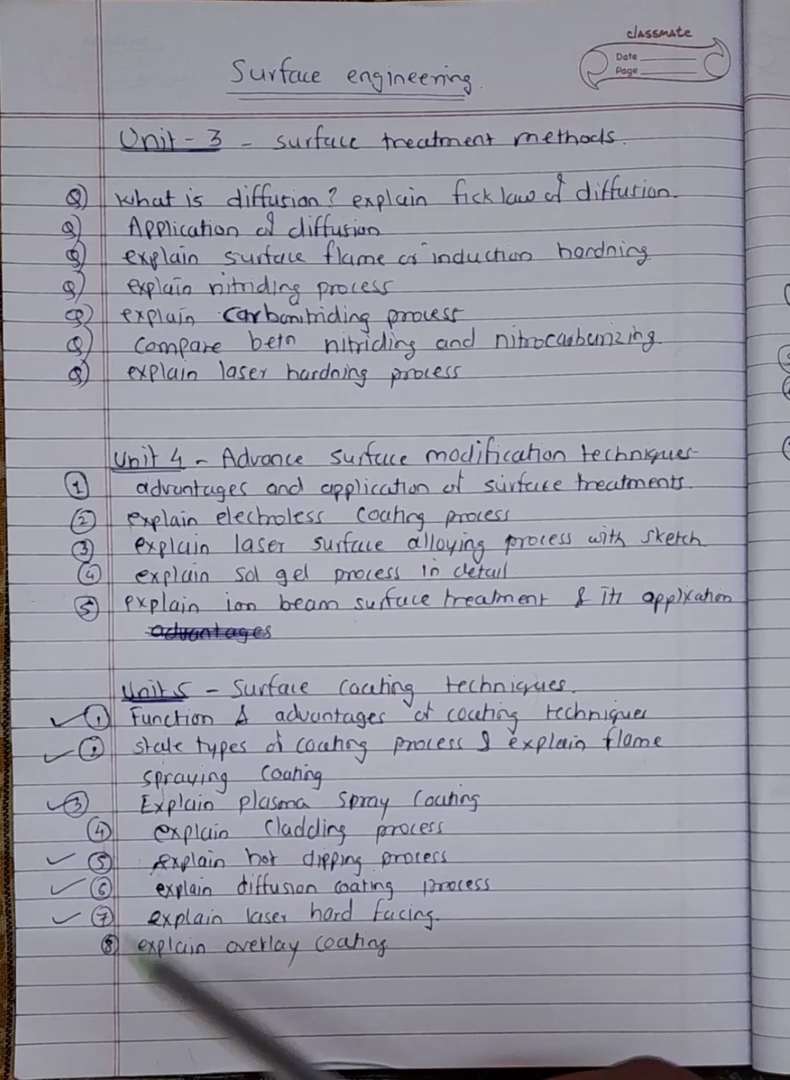 classmate
Date
Page
Surface engineering
Unit - 3 - surface treatment methods.
Q) what is diffusion? explain fick law of diffusion.
Q) Application of diffusion
Q) explain surface flame or induction hardning
Q) explain nitriding process
Q) explain carbonitriding process
Q) compare betn nitriding and nitrocarburizing.
Q) explain laser hardning process
Unit 4 - Advance surface modification techniques
① advantages and application of surface treatments.
② explain electroless coating process
③ explain laser surface alloying process with sketch
④ explain sol gel process in detail
⑤ explain ion beam surface treatment & its application
advantages
Unit 5 - Surface coating techniques.
① Function & advantages of coating techniques
② state types of coating process & explain flame
spraying coating
③ Explain plasma spray coating
④ explain cladding process
⑤ explain hot dipping process
⑥ explain diffusion coating process
⑦ explain laser hard facing.
⑧ explain overlay coating